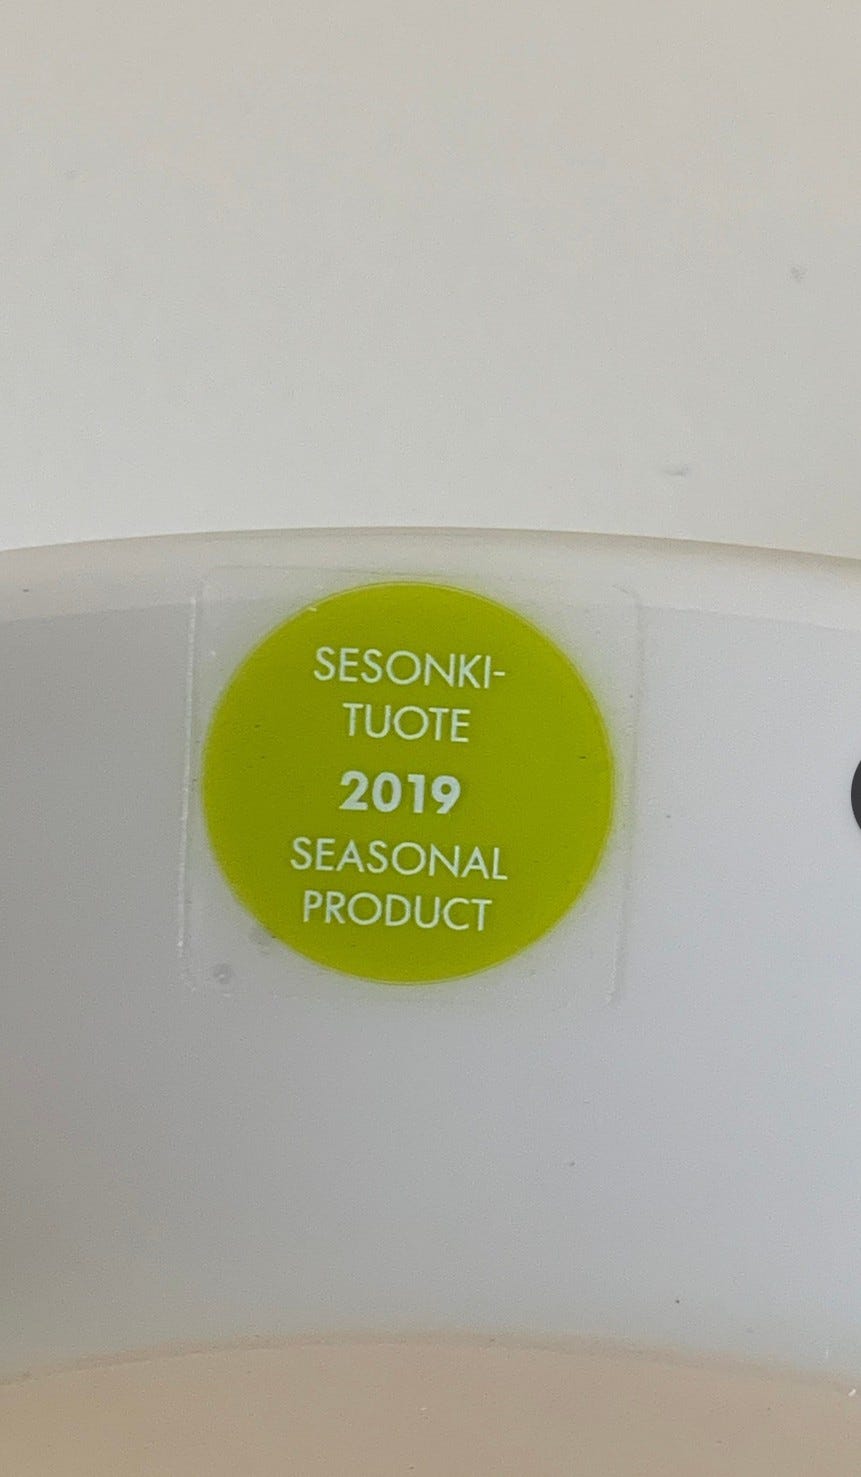 SESONKI-
TUOTE
2019
SEASONAL
PRODUCT